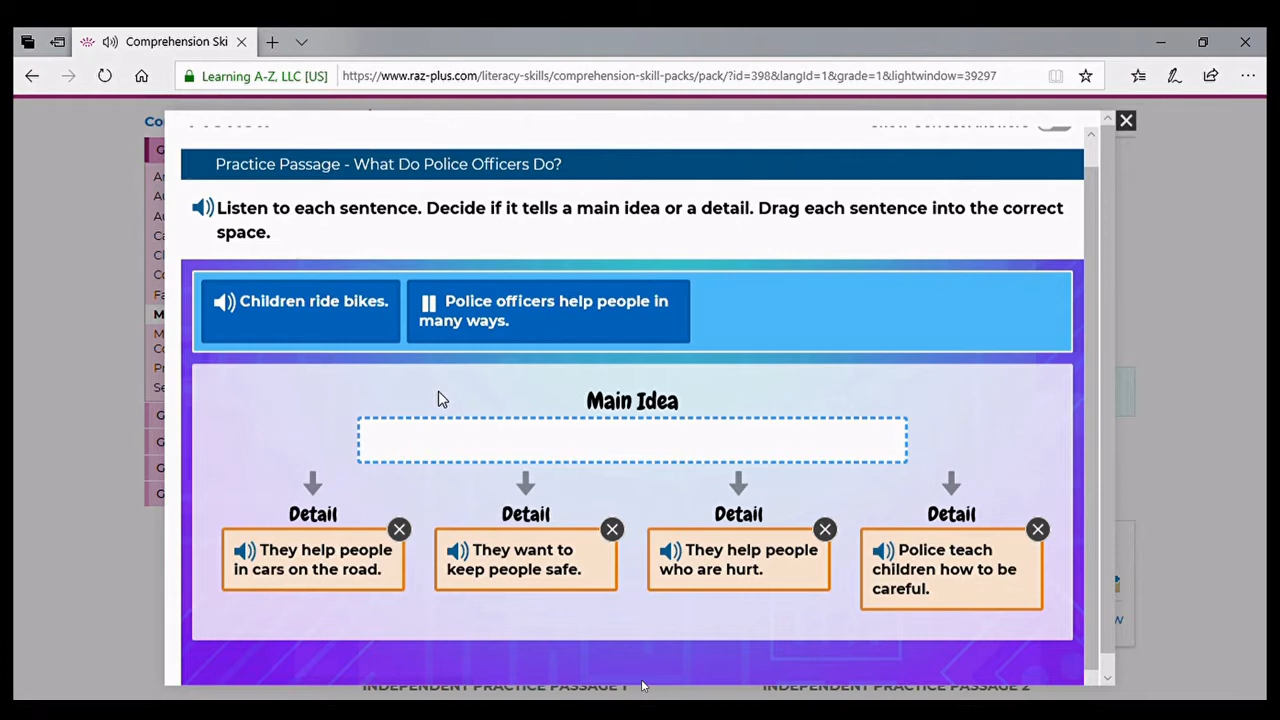 Comprehension Ski
Learning A-Z, LLC [US]
https://www.raz-plus.com/literacy-skills/comprehension-skill-packs/pack/?id=398&langId=1&grade=1&lightwindow=39297
Practice Passage - What Do Police Officers Do?
Listen to each sentence. Decide if it tells a main idea or a detail. Drag each sentence into the correct
space.
Children ride bikes.
Police officers help people in
many ways.
Main Idea
Detail
Detail
Detail
Detail
They help people
in cars on the road.
They want to
keep people safe.
They help people
who are hurt.
Police teach
children how to be
careful.
INDEPENDENT PRACTICE PASSAGE 1
INDEPENDENT PRACTICE PASSAGE 2